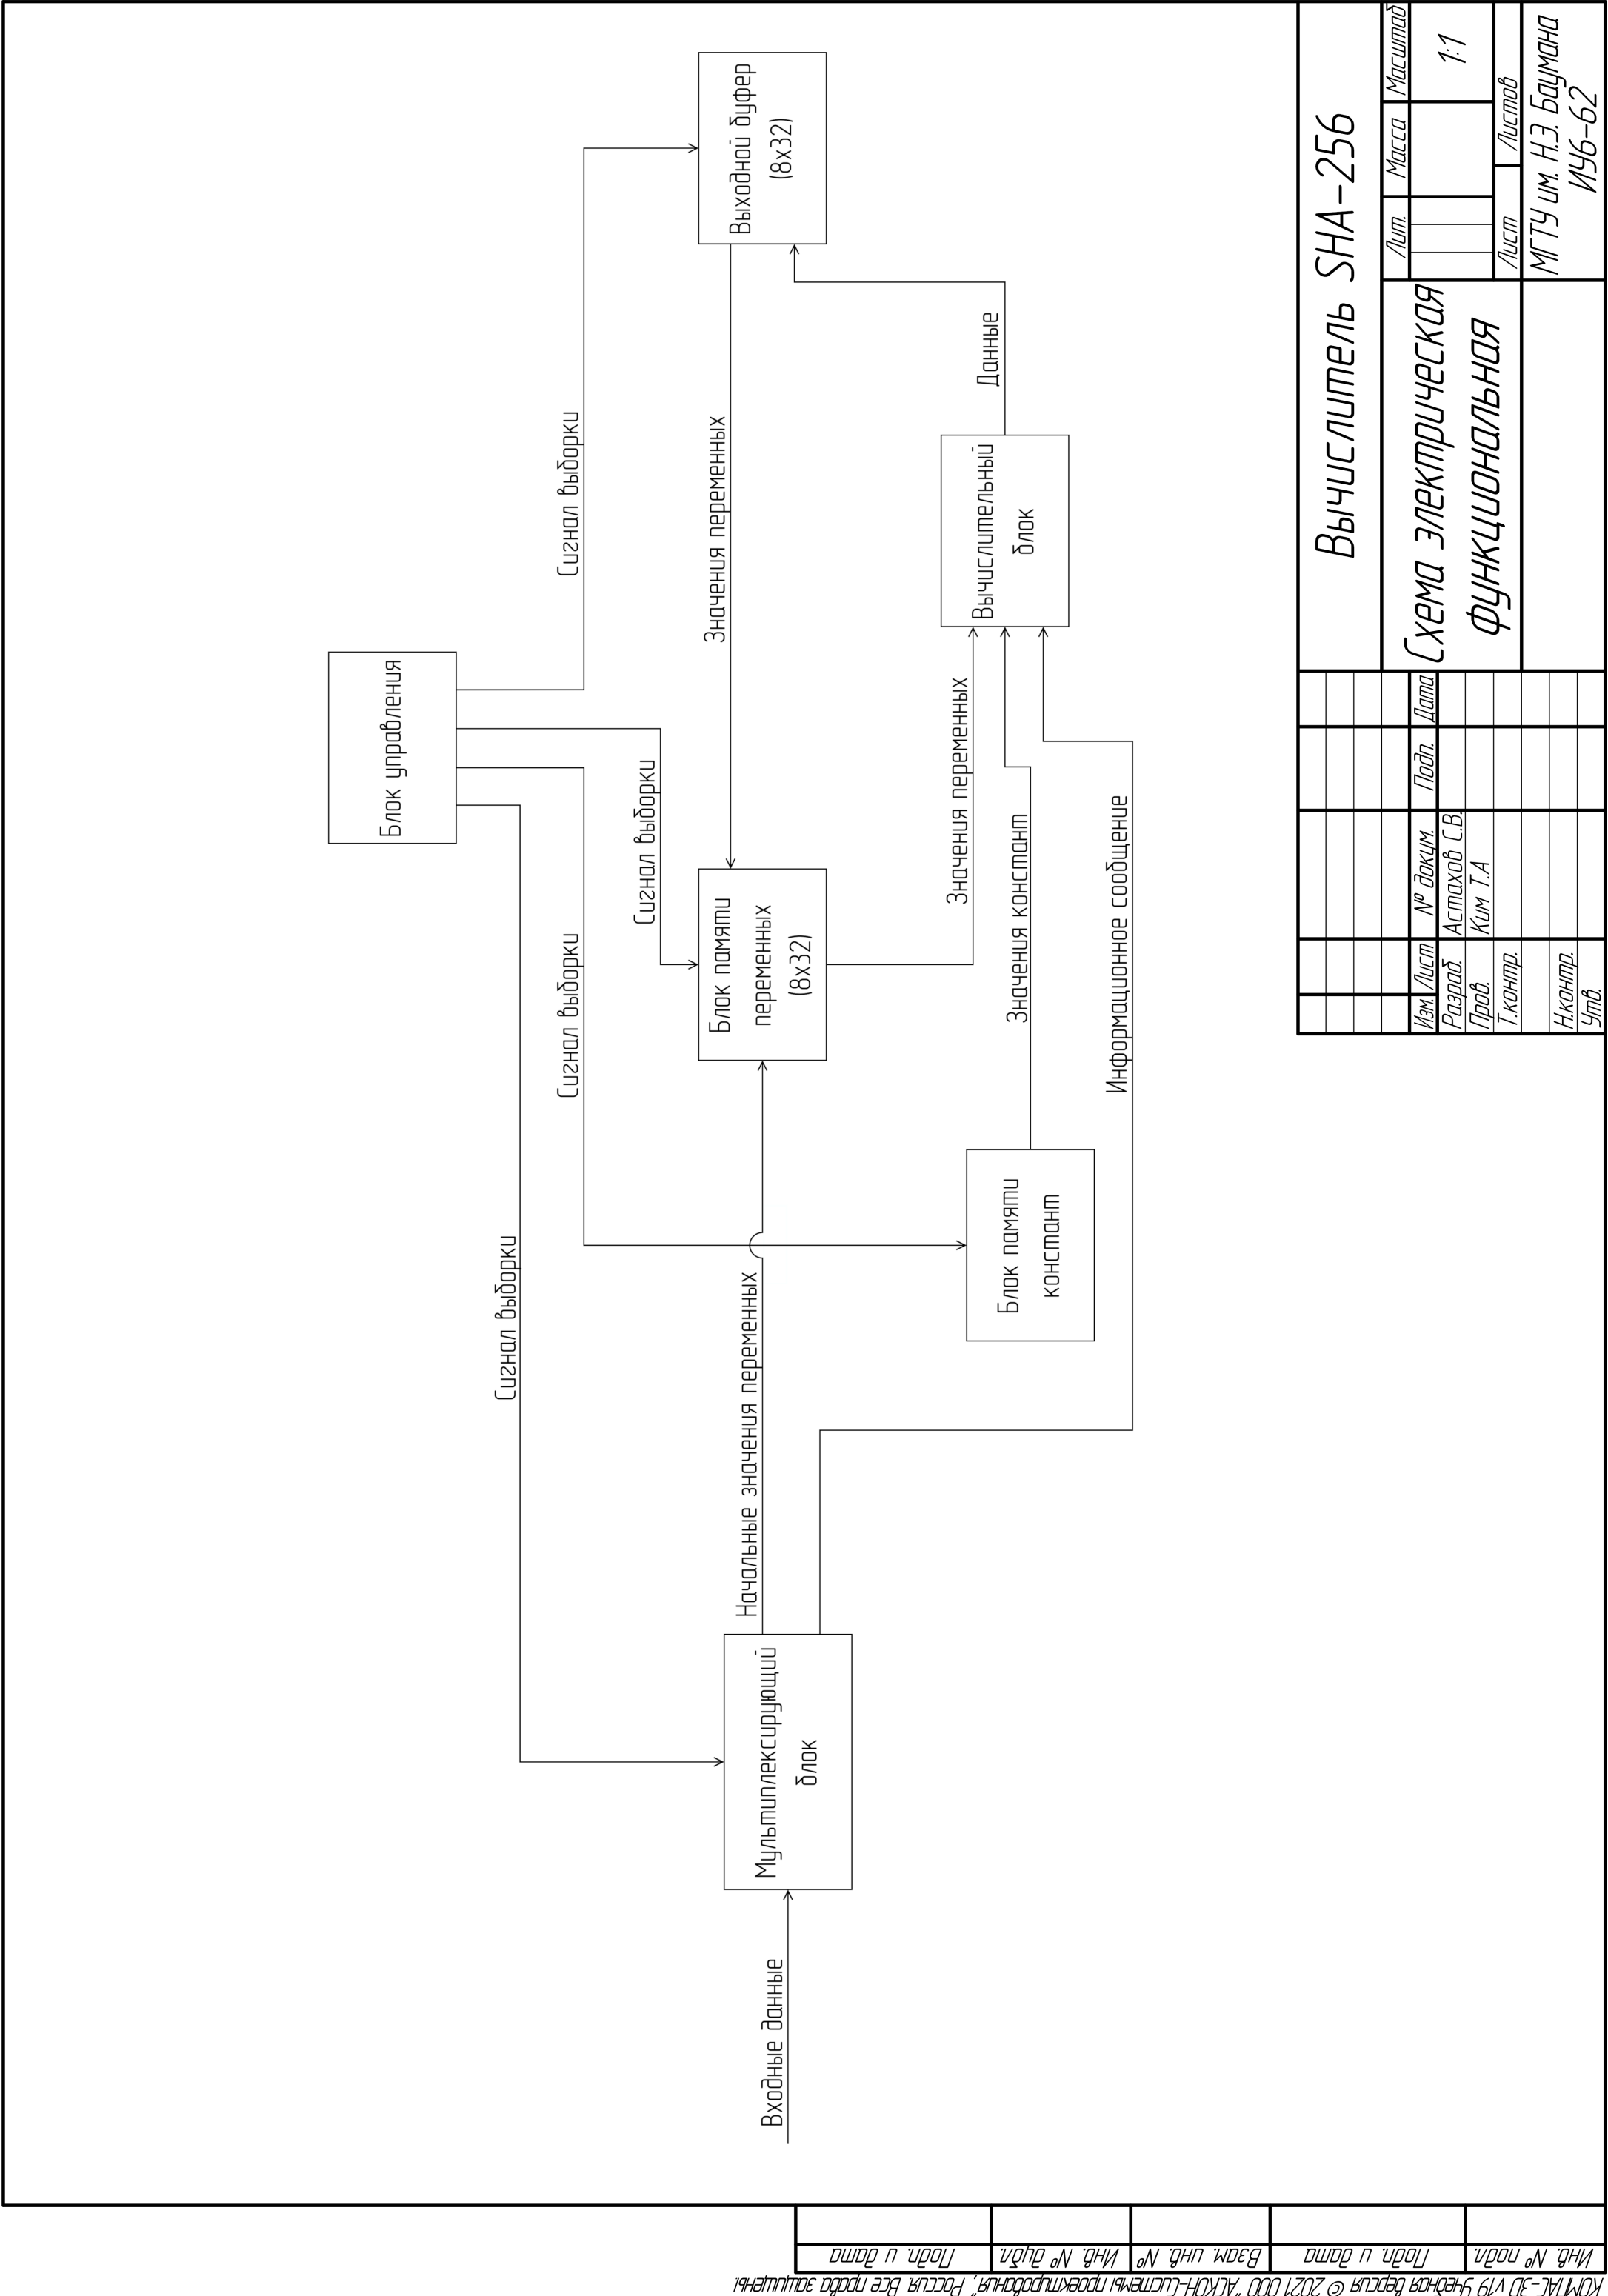 Блок управления
Сигнал выборки
Сигнал выборки
Сигнал выборки
Сигнал выборки
Входные данные
Мультиплексирующий
блок
Начальные значения переменных
Блок памяти
переменных
(8x32)
Значения переменных
Выходной буфер
(8x32)
Блок памяти
констант
Значения переменных
Значения констант
Информационное сообщение
Вычислительный
блок
Данные
Вычислитель SHA-256
Изм. Лист № докум. Подп. Дата
Разраб. Астахов С.В.
Пров. Ким Т.А
Т.контр.
Н.контр.
Утв.
Схема электрическая
функциональная
Лит. Масса Масштаб
1:1
Лист Листов
МГТУ им. Н.Э. Баумана
ИУ6-62
Подп. и дата
Инв. № дубл.
Взам. инв. №
Подп. и дата
Инв. № подл.
КОМПАС-3D v19 Учебная версия © 2021 ООО "АСКОН-Системы проектирования", Россия. Все права защищены.